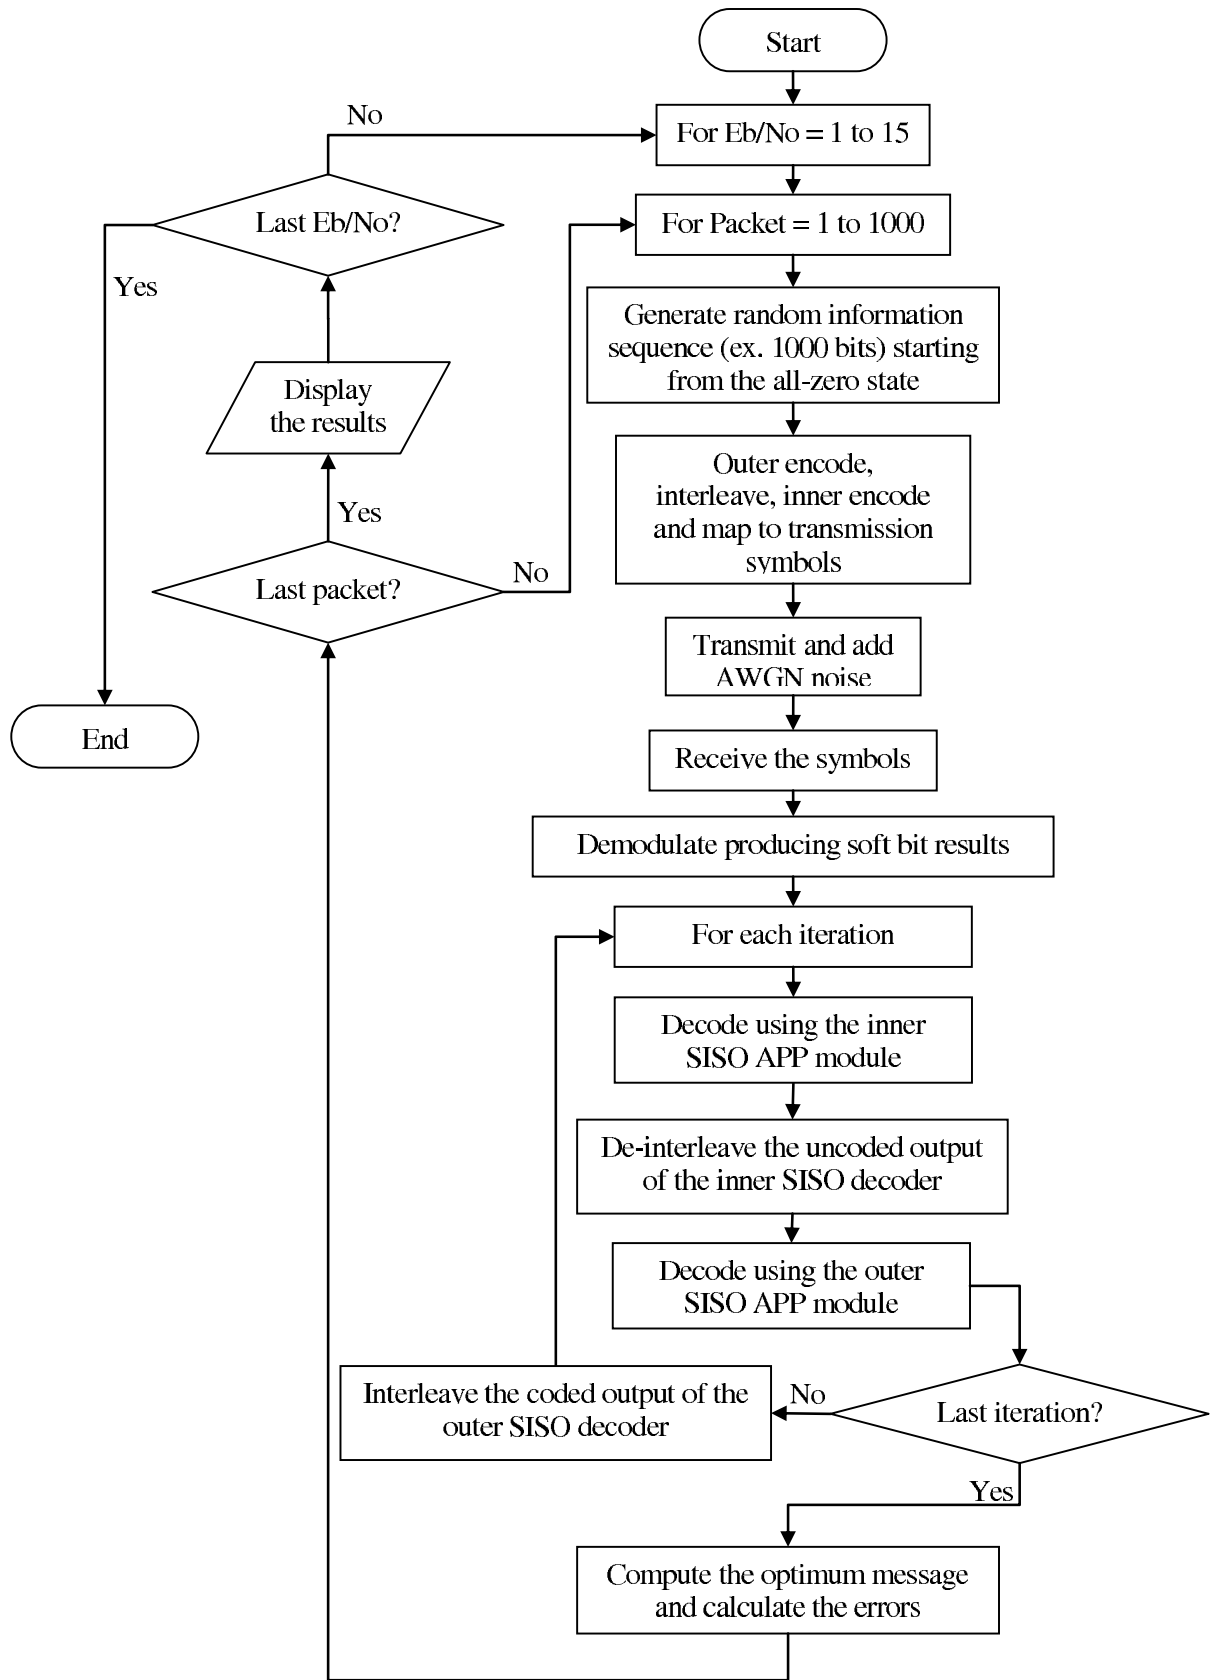 Start
No
For Eb/No = 1 to 15
Last Eb/No?
For Packet = 1 to 1000
Yes
Generate random information
sequence (ex. 1000 bits) starting
from the all-zero state
Display
the results
Outer encode,
interleave, inner encode
and map to transmission
symbols
Yes
Last packet?
No
Transmit and add
AWGN noise
End
Receive the symbols
Demodulate producing soft bit results
For each iteration
Decode using the inner
SISO APP module
De-interleave the uncoded output
of the inner SISO decoder
Decode using the outer
SISO APP module
Interleave the coded output of the
outer SISO decoder
No
Last iteration?
Yes
Compute the optimum message
and calculate the errors